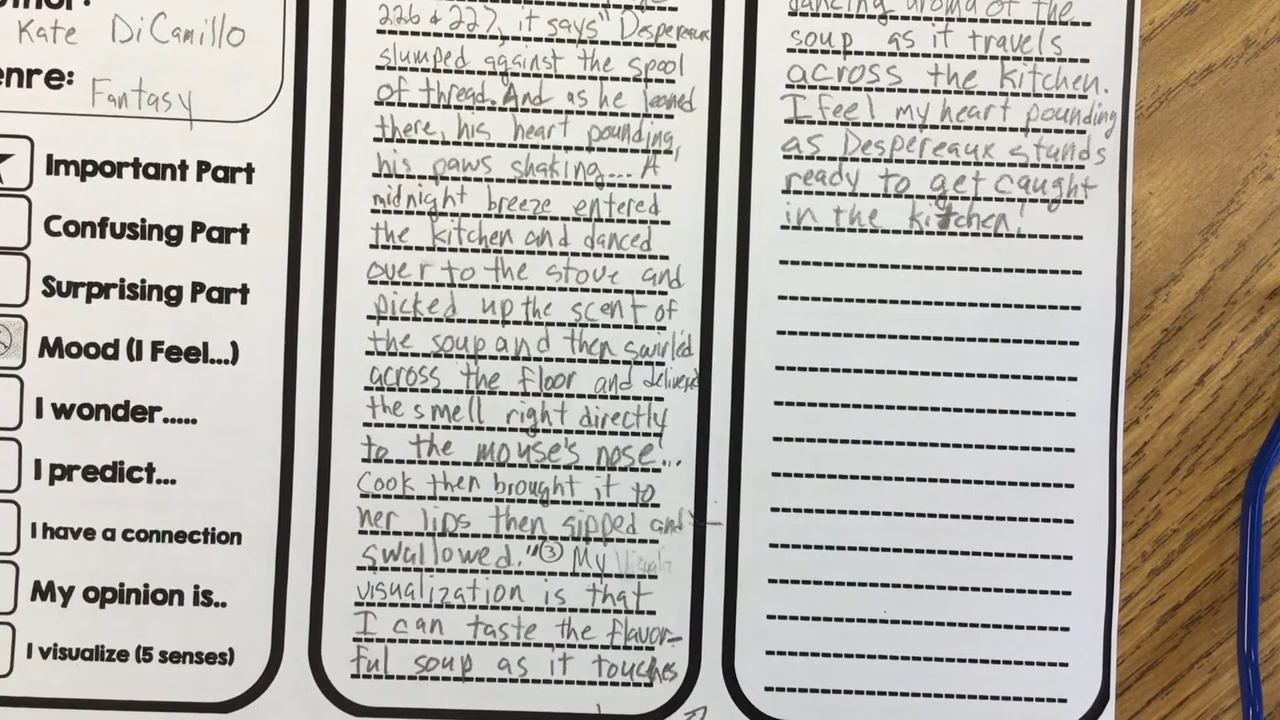 Kate DiCamillo
enre:
Fantasy
Important Part
Confusing Part
Surprising Part
Mood (I Feel...)
I wonder.....
I predict...
I have a connection
My opinion is..
I visualize (5 senses)
226 & 227, it says "Despereaux
slumped against the spool
of thread. And as he leaned
there, his heart pounding,
his paws shaking... A
midnight breeze entered
the kitchen and danced
over to the stove and
picked up the scent of
the soup and then swirled
across the floor and delivered
the smell right directly
to the mouse's nose...
Cook then brought it to
her lips then sipped and
swallowed." ③ My
visualization is that
I can taste the flavor-
ful soup as it touches
dancing aroma of the
soup as it travels
across the kitchen.
I feel my heart pounding
as Despereaux stands
ready to get caught
in the kitchen!